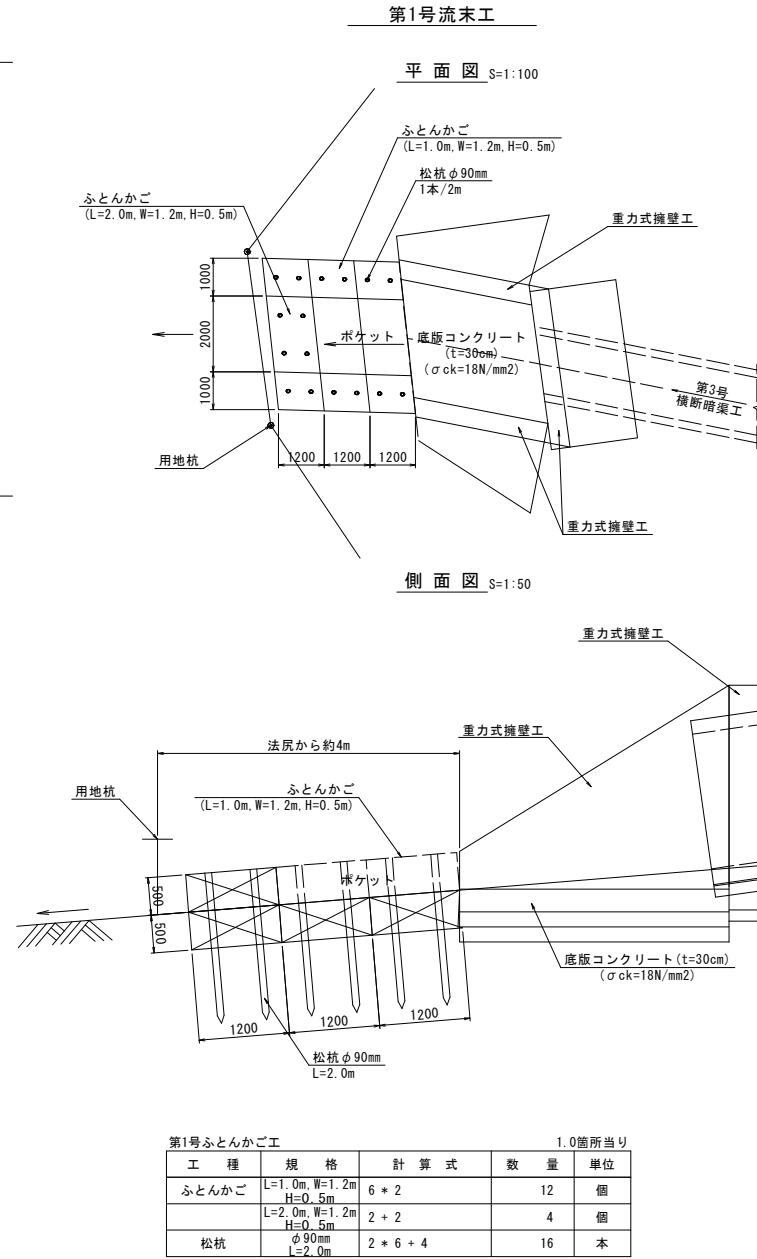 第1号流末工
平面図 S=1:100
ふとんかご
(L=1.0m,W=1.2m,H=0.5m)
松杭φ90mm
1本/2m
ふとんかご
(L=2.0m,W=1.2m,H=0.5m)
重力式擁壁工
1000
2000
1000
ポケット
底版コンクリート
(t=30cm)
(σck=18N/mm2)
第3号
横断暗渠工
用地杭
1200
1200
1200
重力式擁壁工
側面図 S=1:50
重力式擁壁工
重力式擁壁工
法尻から約4m
用地杭
ふとんかご
(L=1.0m,W=1.2m,H=0.5m)
ポケット
500
500
底版コンクリート(t=30cm)
(σck=18N/mm2)
1200
1200
1200
松杭φ90mm
L=2.0m
第1号ふとんかご工 1.0箇所当り
工種 規格 計算式 数量 単位
ふとんかご L=1.0m,W=1.2m H=0.5m 6 * 2 12 個
L=2.0m,W=1.2m H=0.5m 2 + 2 4 個
松杭 φ90mm L=2.0m 2 * 6 + 4 16 本